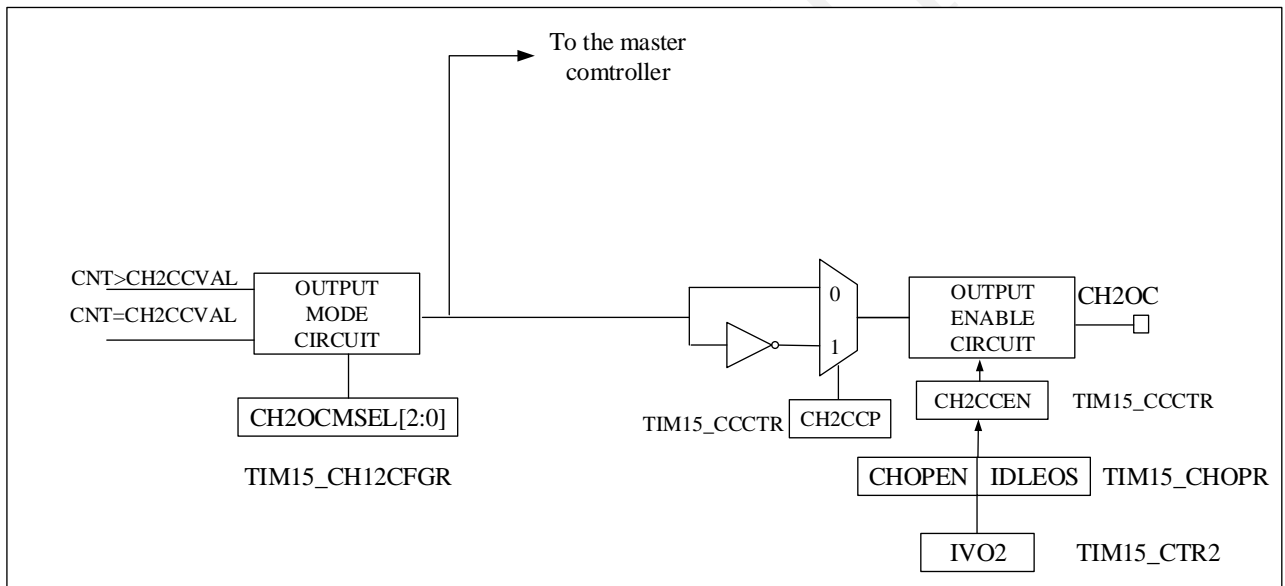 To the master
comtroller
CNT>CH2CCVAL
CNT=CH2CCVAL
OUTPUT
MODE
CIRCUIT
CH2OCMSEL[2:0]
TIM15_CH12CFGR
0
1
TIM15_CCCTR
CH2CCP
OUTPUT
ENABLE
CIRCUIT
CH2OC
CH2CCEN
TIM15_CCCTR
CHOPEN
IDLEOS
TIM15_CHOPR
IVO2
TIM15_CTR2